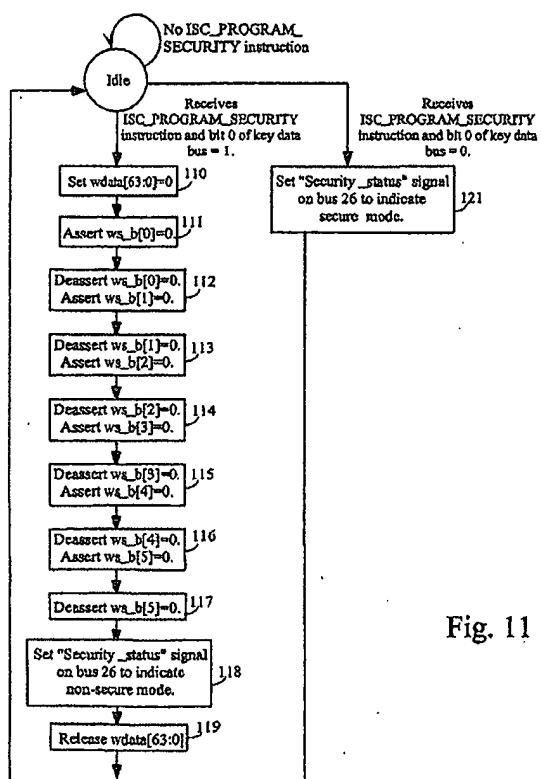 No ISC_PROGRAM_
SECURITY instruction
Idle
Receives
ISC_PROGRAM_SECURITY
instruction and bit 0 of key data
bus = 1.
Receives
ISC_PROGRAM_SECURITY
instruction and bit 0 of key data
bus = 0.
Set wdata[63:0]=0
110
Set "Security_status" signal
on bus 26 to indicate
secure mode.
121
Assert ws_b[0]=0.
111
Deassert ws_b[0]=0.
Assert ws_b[1]=0.
112
Deassert ws_b[1]=0.
Assert ws_b[2]=0.
113
Deassert ws_b[2]=0.
Assert ws_b[3]=0.
114
Deassert ws_b[3]=0.
Assert ws_b[4]=0.
115
Deassert ws_b[4]=0.
Assert ws_b[5]=0.
116
Deassert ws_b[5]=0.
117
Set "Security_status" signal
on bus 26 to indicate
non-secure mode.
118
Release wdata[63:0]
119
Fig. 11